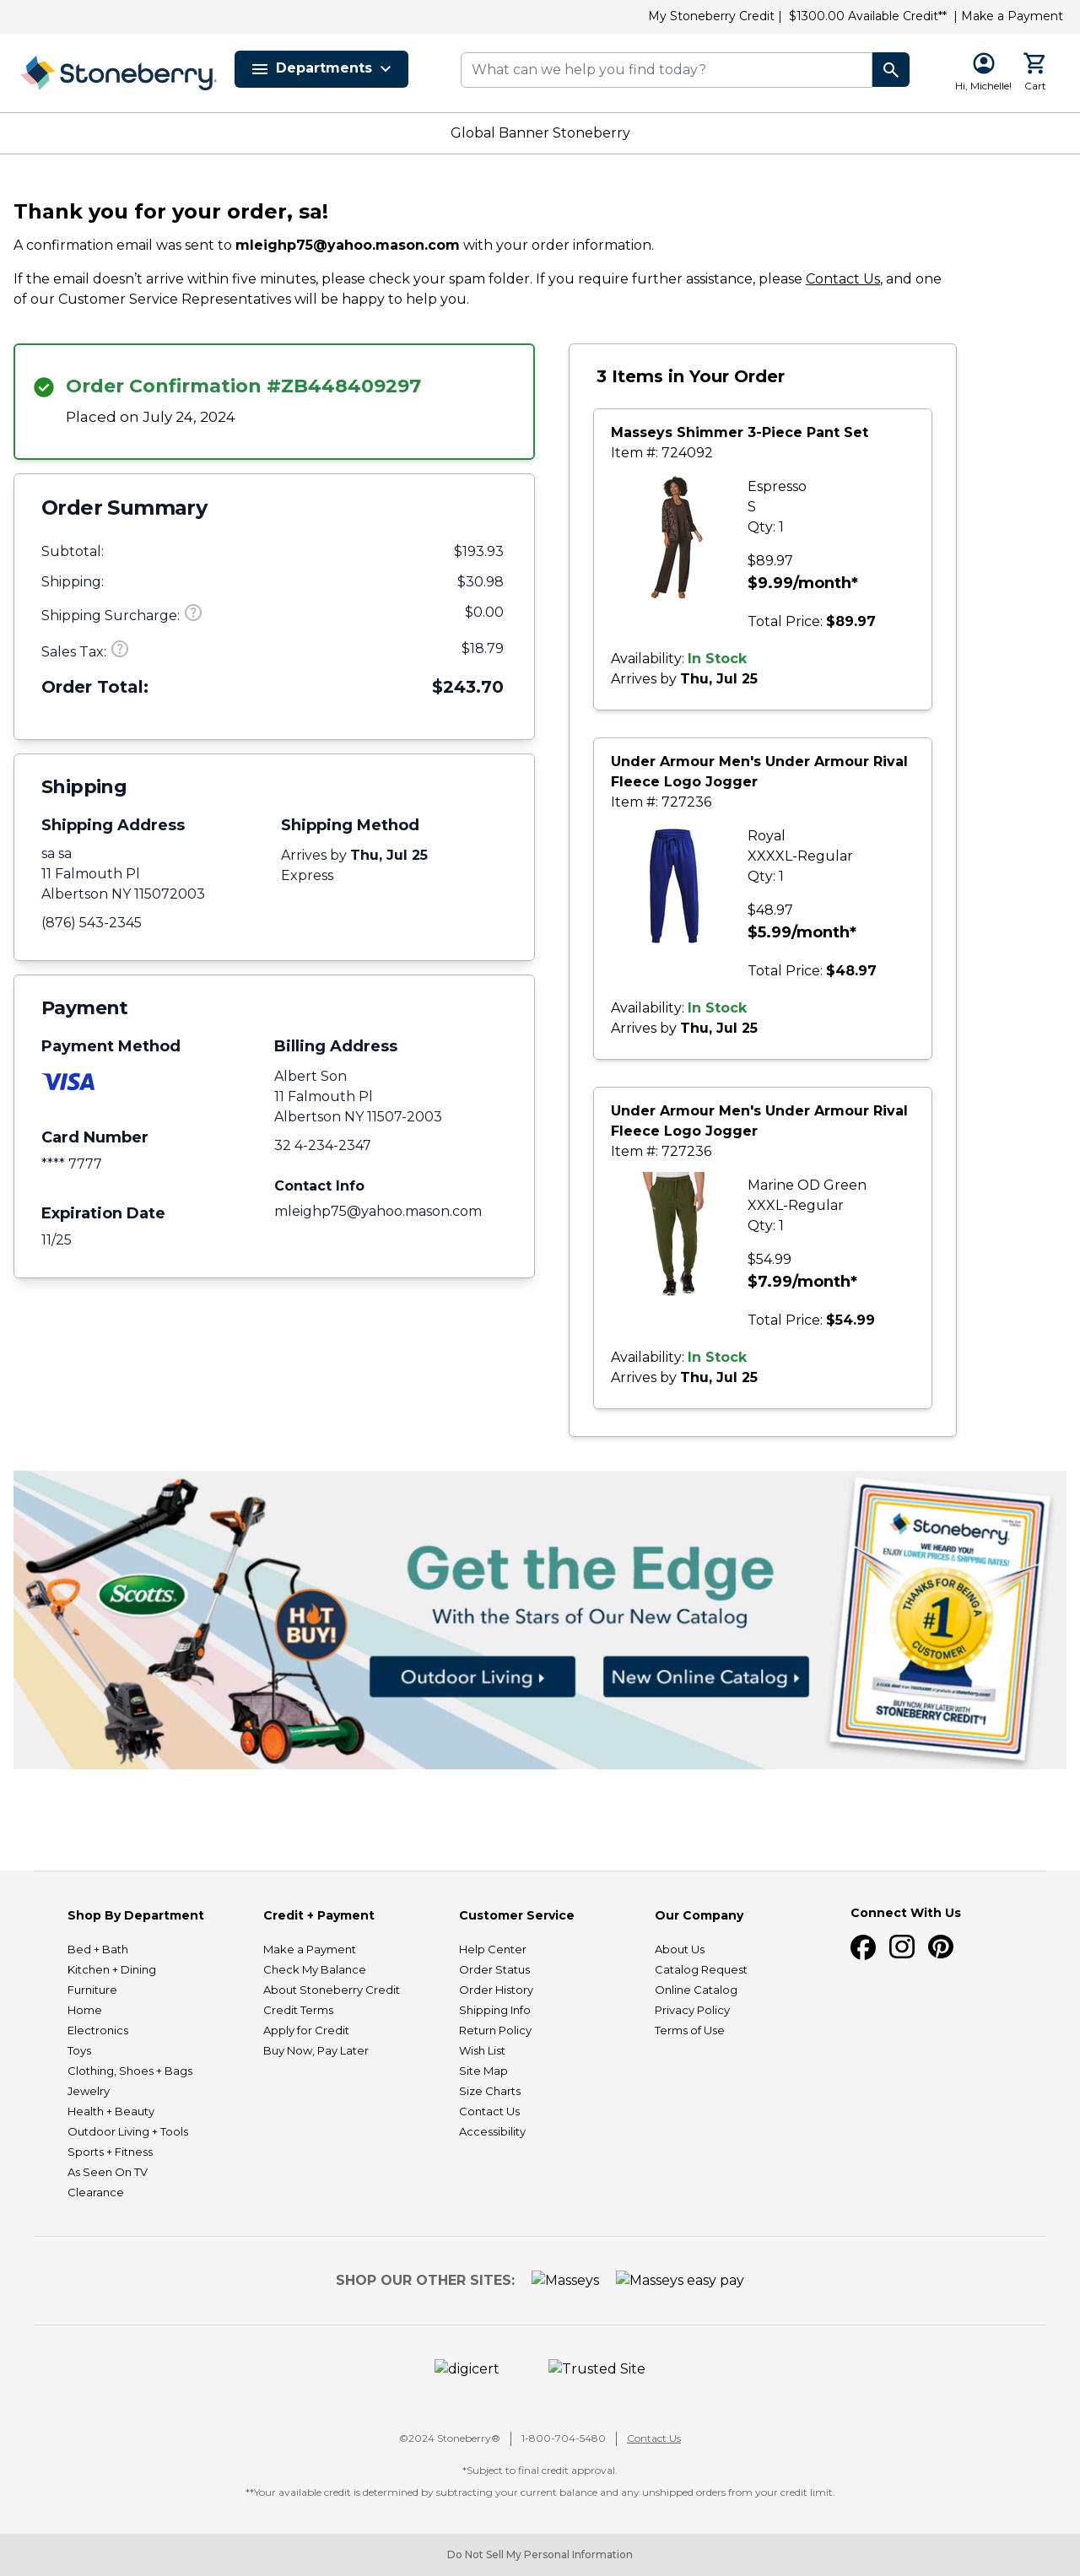 My Stoneberry Credit | $1300.00 Available Credit** | Make a Payment
Stoneberry
Departments
What can we help you find today?
Hi, Michelle!
Cart
Global Banner Stoneberry
Thank you for your order, sa!
A confirmation email was sent to mleighp75@yahoo.mason.com with your order information.
If the email doesn’t arrive within five minutes, please check your spam folder. If you require further assistance, please Contact Us, and one
of our Customer Service Representatives will be happy to help you.
Order Confirmation #ZB448409297
Placed on July 24, 2024
Order Summary
Subtotal: $193.93
Shipping: $30.98
Shipping Surcharge: ? $0.00
Sales Tax: ? $18.79
Order Total: $243.70
Shipping
Shipping Address
sa sa
11 Falmouth Pl
Albertson NY 115072003
(876) 543-2345
Shipping Method
Arrives by Thu, Jul 25
Express
Payment
Payment Method
VISA
Card Number
**** 7777
Expiration Date
11/25
Billing Address
Albert Son
11 Falmouth Pl
Albertson NY 11507-2003
32 4-234-2347
Contact Info
mleighp75@yahoo.mason.com
3 Items in Your Order
Masseys Shimmer 3-Piece Pant Set
Item #: 724092
Espresso
S
Qty: 1
$89.97
$9.99/month*
Total Price: $89.97
Availability: In Stock
Arrives by Thu, Jul 25
Under Armour Men's Under Armour Rival
Fleece Logo Jogger
Item #: 727236
Royal
XXXXL-Regular
Qty: 1
$48.97
$5.99/month*
Total Price: $48.97
Availability: In Stock
Arrives by Thu, Jul 25
Under Armour Men's Under Armour Rival
Fleece Logo Jogger
Item #: 727236
Marine OD Green
XXXL-Regular
Qty: 1
$54.99
$7.99/month*
Total Price: $54.99
Availability: In Stock
Arrives by Thu, Jul 25
Scotts
HOT
BUY!
Get the Edge
With the Stars of Our New Catalog
Outdoor Living
New Online Catalog
Stoneberry
WE HEARD YOU!
ENJOY LOWER PRICES & SHIPPING RATES!
THANKS FOR BEING A
#1
CUSTOMER!
BUY NOW, PAY LATER WITH
STONEBERRY CREDIT
Shop By Department
Bed + Bath
Kitchen + Dining
Furniture
Home
Electronics
Toys
Clothing, Shoes + Bags
Jewelry
Health + Beauty
Outdoor Living + Tools
Sports + Fitness
As Seen On TV
Clearance
Credit + Payment
Make a Payment
Check My Balance
About Stoneberry Credit
Credit Terms
Apply for Credit
Buy Now, Pay Later
Customer Service
Help Center
Order Status
Order History
Shipping Info
Return Policy
Wish List
Site Map
Size Charts
Contact Us
Accessibility
Our Company
About Us
Catalog Request
Online Catalog
Privacy Policy
Terms of Use
Connect With Us
SHOP OUR OTHER SITES: Masseys Masseys easy pay
digicert Trusted Site
©2024 Stoneberry® | 1-800-704-5480 | Contact Us
*Subject to final credit approval.
**Your available credit is determined by subtracting your current balance and any unshipped orders from your credit limit.
Do Not Sell My Personal Information